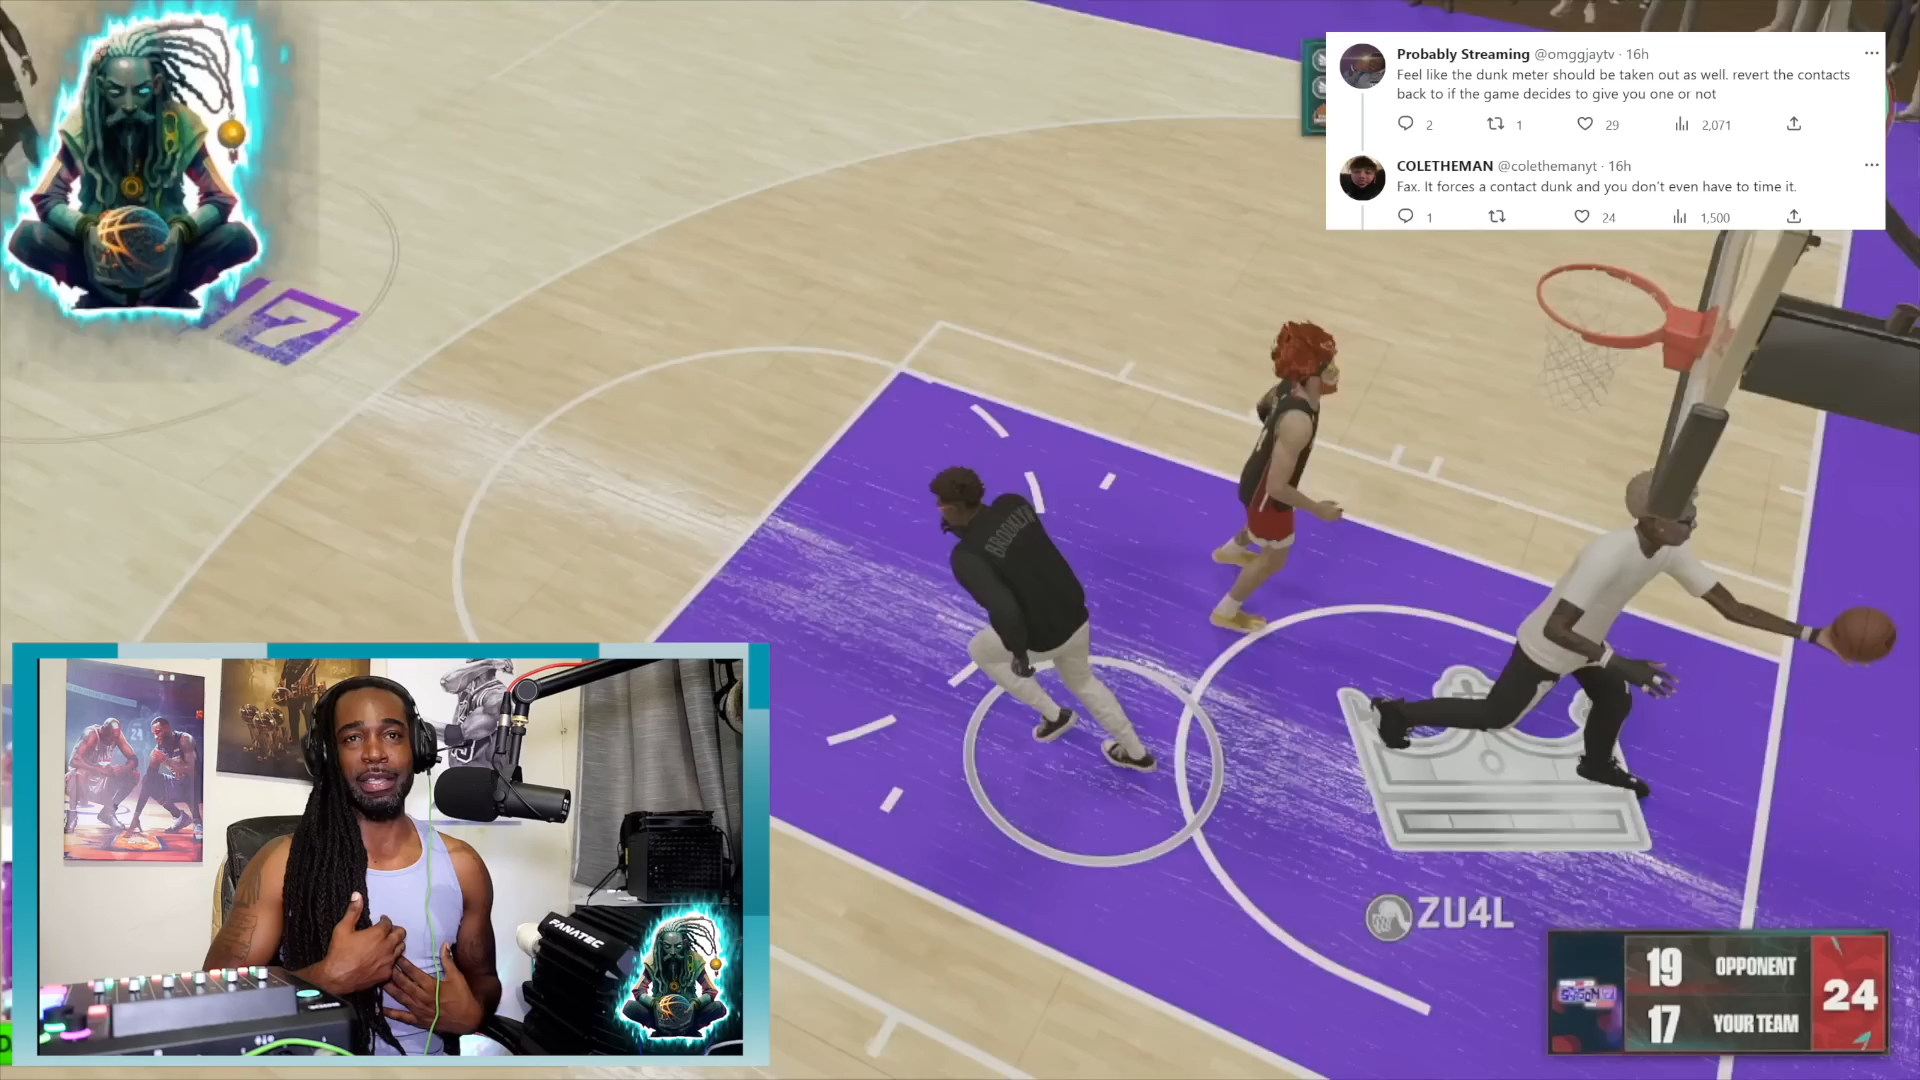 Probably Streaming @omggjaytv · 16h
Feel like the dunk meter should be taken out as well. revert the contacts
back to if the game decides to give you one or not
2 1 29 2,071
COLETHEMAN @colethemanyt · 16h
Fax. It forces a contact dunk and you don't even have to time it.
1 24 1,500
7
BROOKLYN
24
FANATEC
ZU4L
19 OPPONENT
17 YOUR TEAM
24